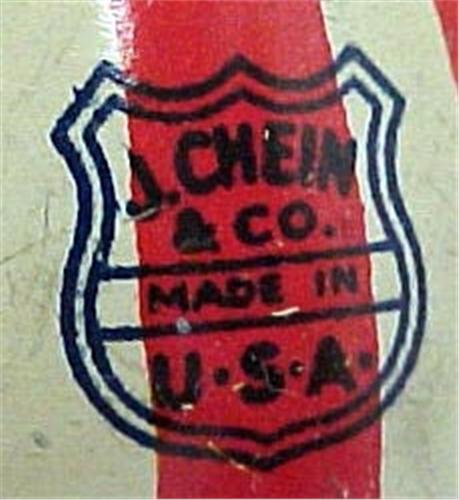 J. CHEIN
& CO.
MADE IN
U·S·A·